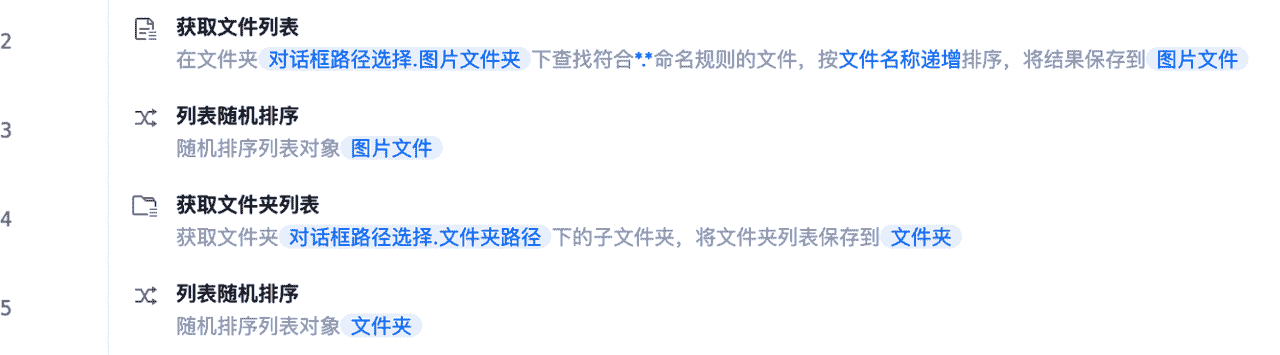 2
获取文件列表
在文件夹 对话框路径选择.图片文件夹 下查找符合*.*命名规则的文件，按文件名称递增排序，将结果保存到 图片文件
3
列表随机排序
随机排序列表对象 图片文件
4
获取文件夹列表
获取文件夹 对话框路径选择.文件夹路径 下的子文件夹，将文件夹列表保存到 文件夹
5
列表随机排序
随机排序列表对象 文件夹